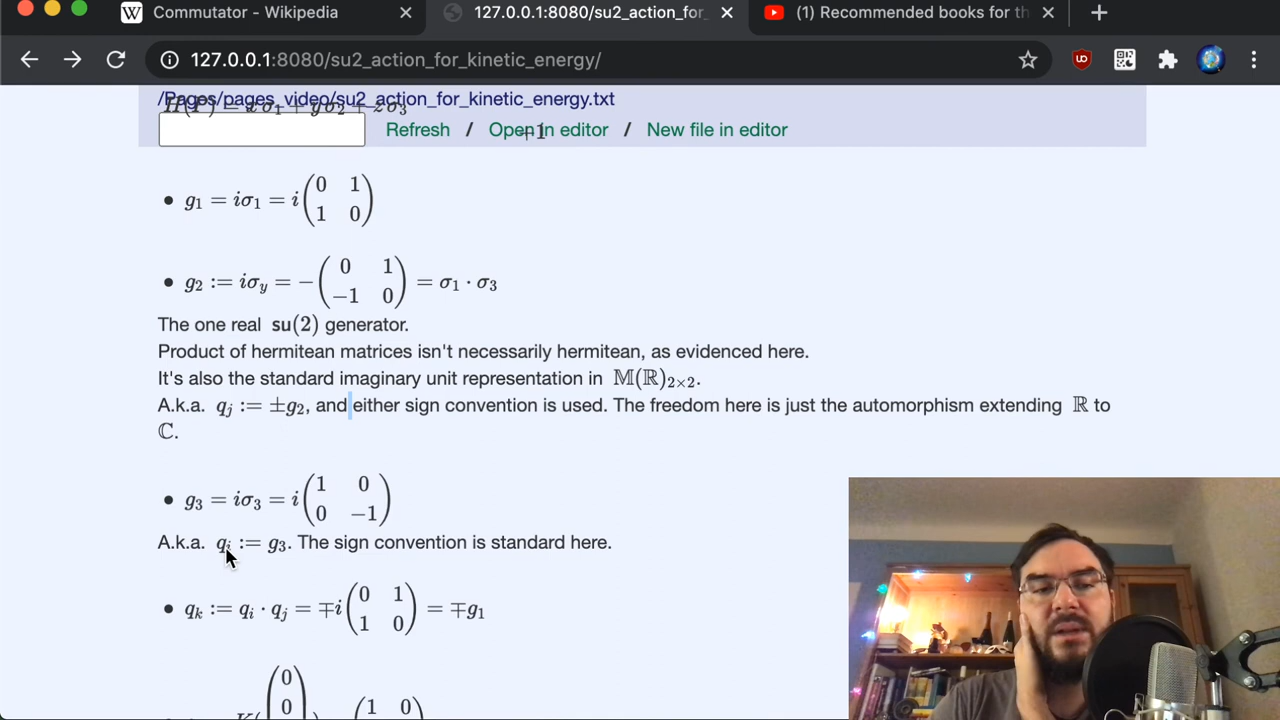 Commutator - Wikipedia
127.0.0.1:8080/su2_action_for_
(1) Recommended books for th
127.0.0.1:8080/su2_action_for_kinetic_energy/
/Pages/pages_video/su2_action_for_kinetic_energy.txt
Refresh / Open in editor / New file in editor
+1
• g₁ = iσ₁ = i(0 1
1 0)
• g₂ := iσ_y = −(0 1
−1 0) = σ₁ · σ₃
The one real su(2) generator.
Product of hermitean matrices isn't necessarily hermitean, as evidenced here.
It's also the standard imaginary unit representation in 𝕄(ℝ)₂ₓ₂.
A.k.a. q_j := ±g₂, and either sign convention is used. The freedom here is just the automorphism extending ℝ to
ℂ.
• g₃ = iσ₃ = i(1 0
0 −1)
A.k.a. q_i := g₃. The sign convention is standard here.
• q_k := q_i · q_j = ∓i(0 1
1 0) = ∓g₁
0
0
1 0